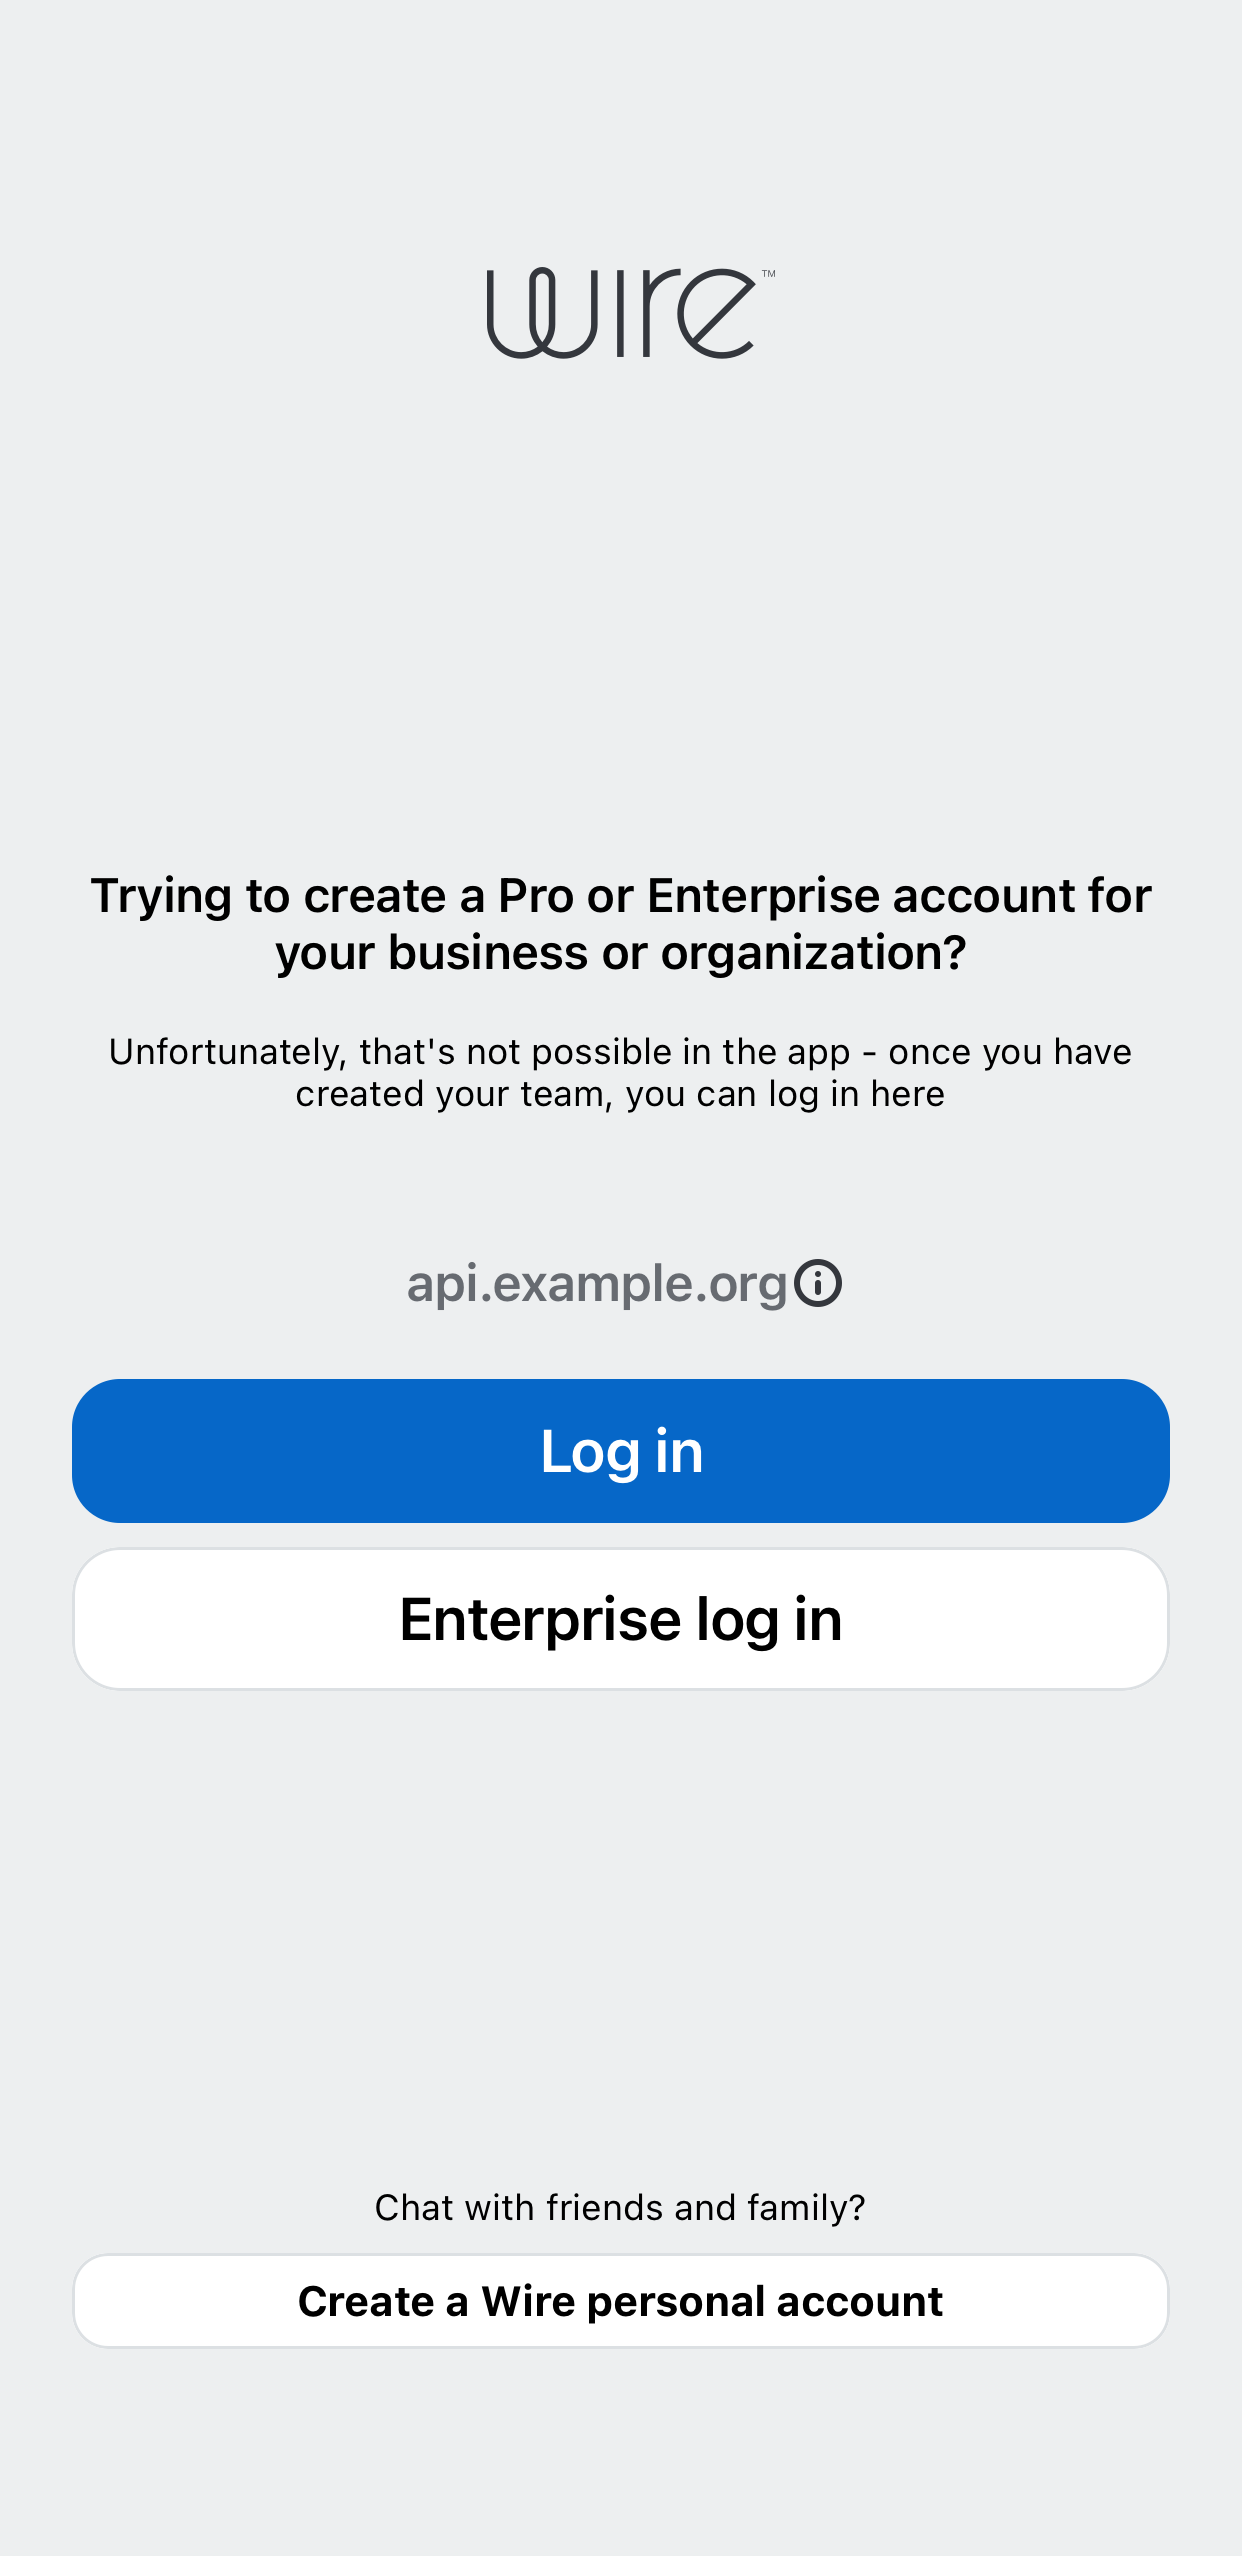 wire™
Trying to create a Pro or Enterprise account for
your business or organization?
Unfortunately, that's not possible in the app - once you have
created your team, you can log in here
api.example.org
Log in
Enterprise log in
Chat with friends and family?
Create a Wire personal account